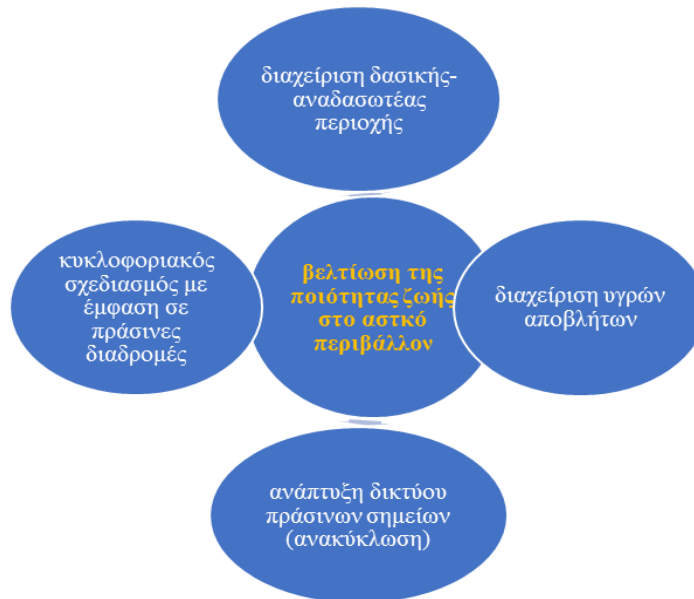 διαχείριση δασικής-
αναδασωτέας
περιοχής
κυκλοφοριακός
σχεδιασμός με
έμφαση σε
πράσινες
διαδρομές
βελτίωση της
ποιότητας ζωής
στο αστκό
περιβάλλον
διαχείριση υγρών
αποβλήτων
ανάπτυξη δικτύου
πράσινων σημείων
(ανακύκλωση)